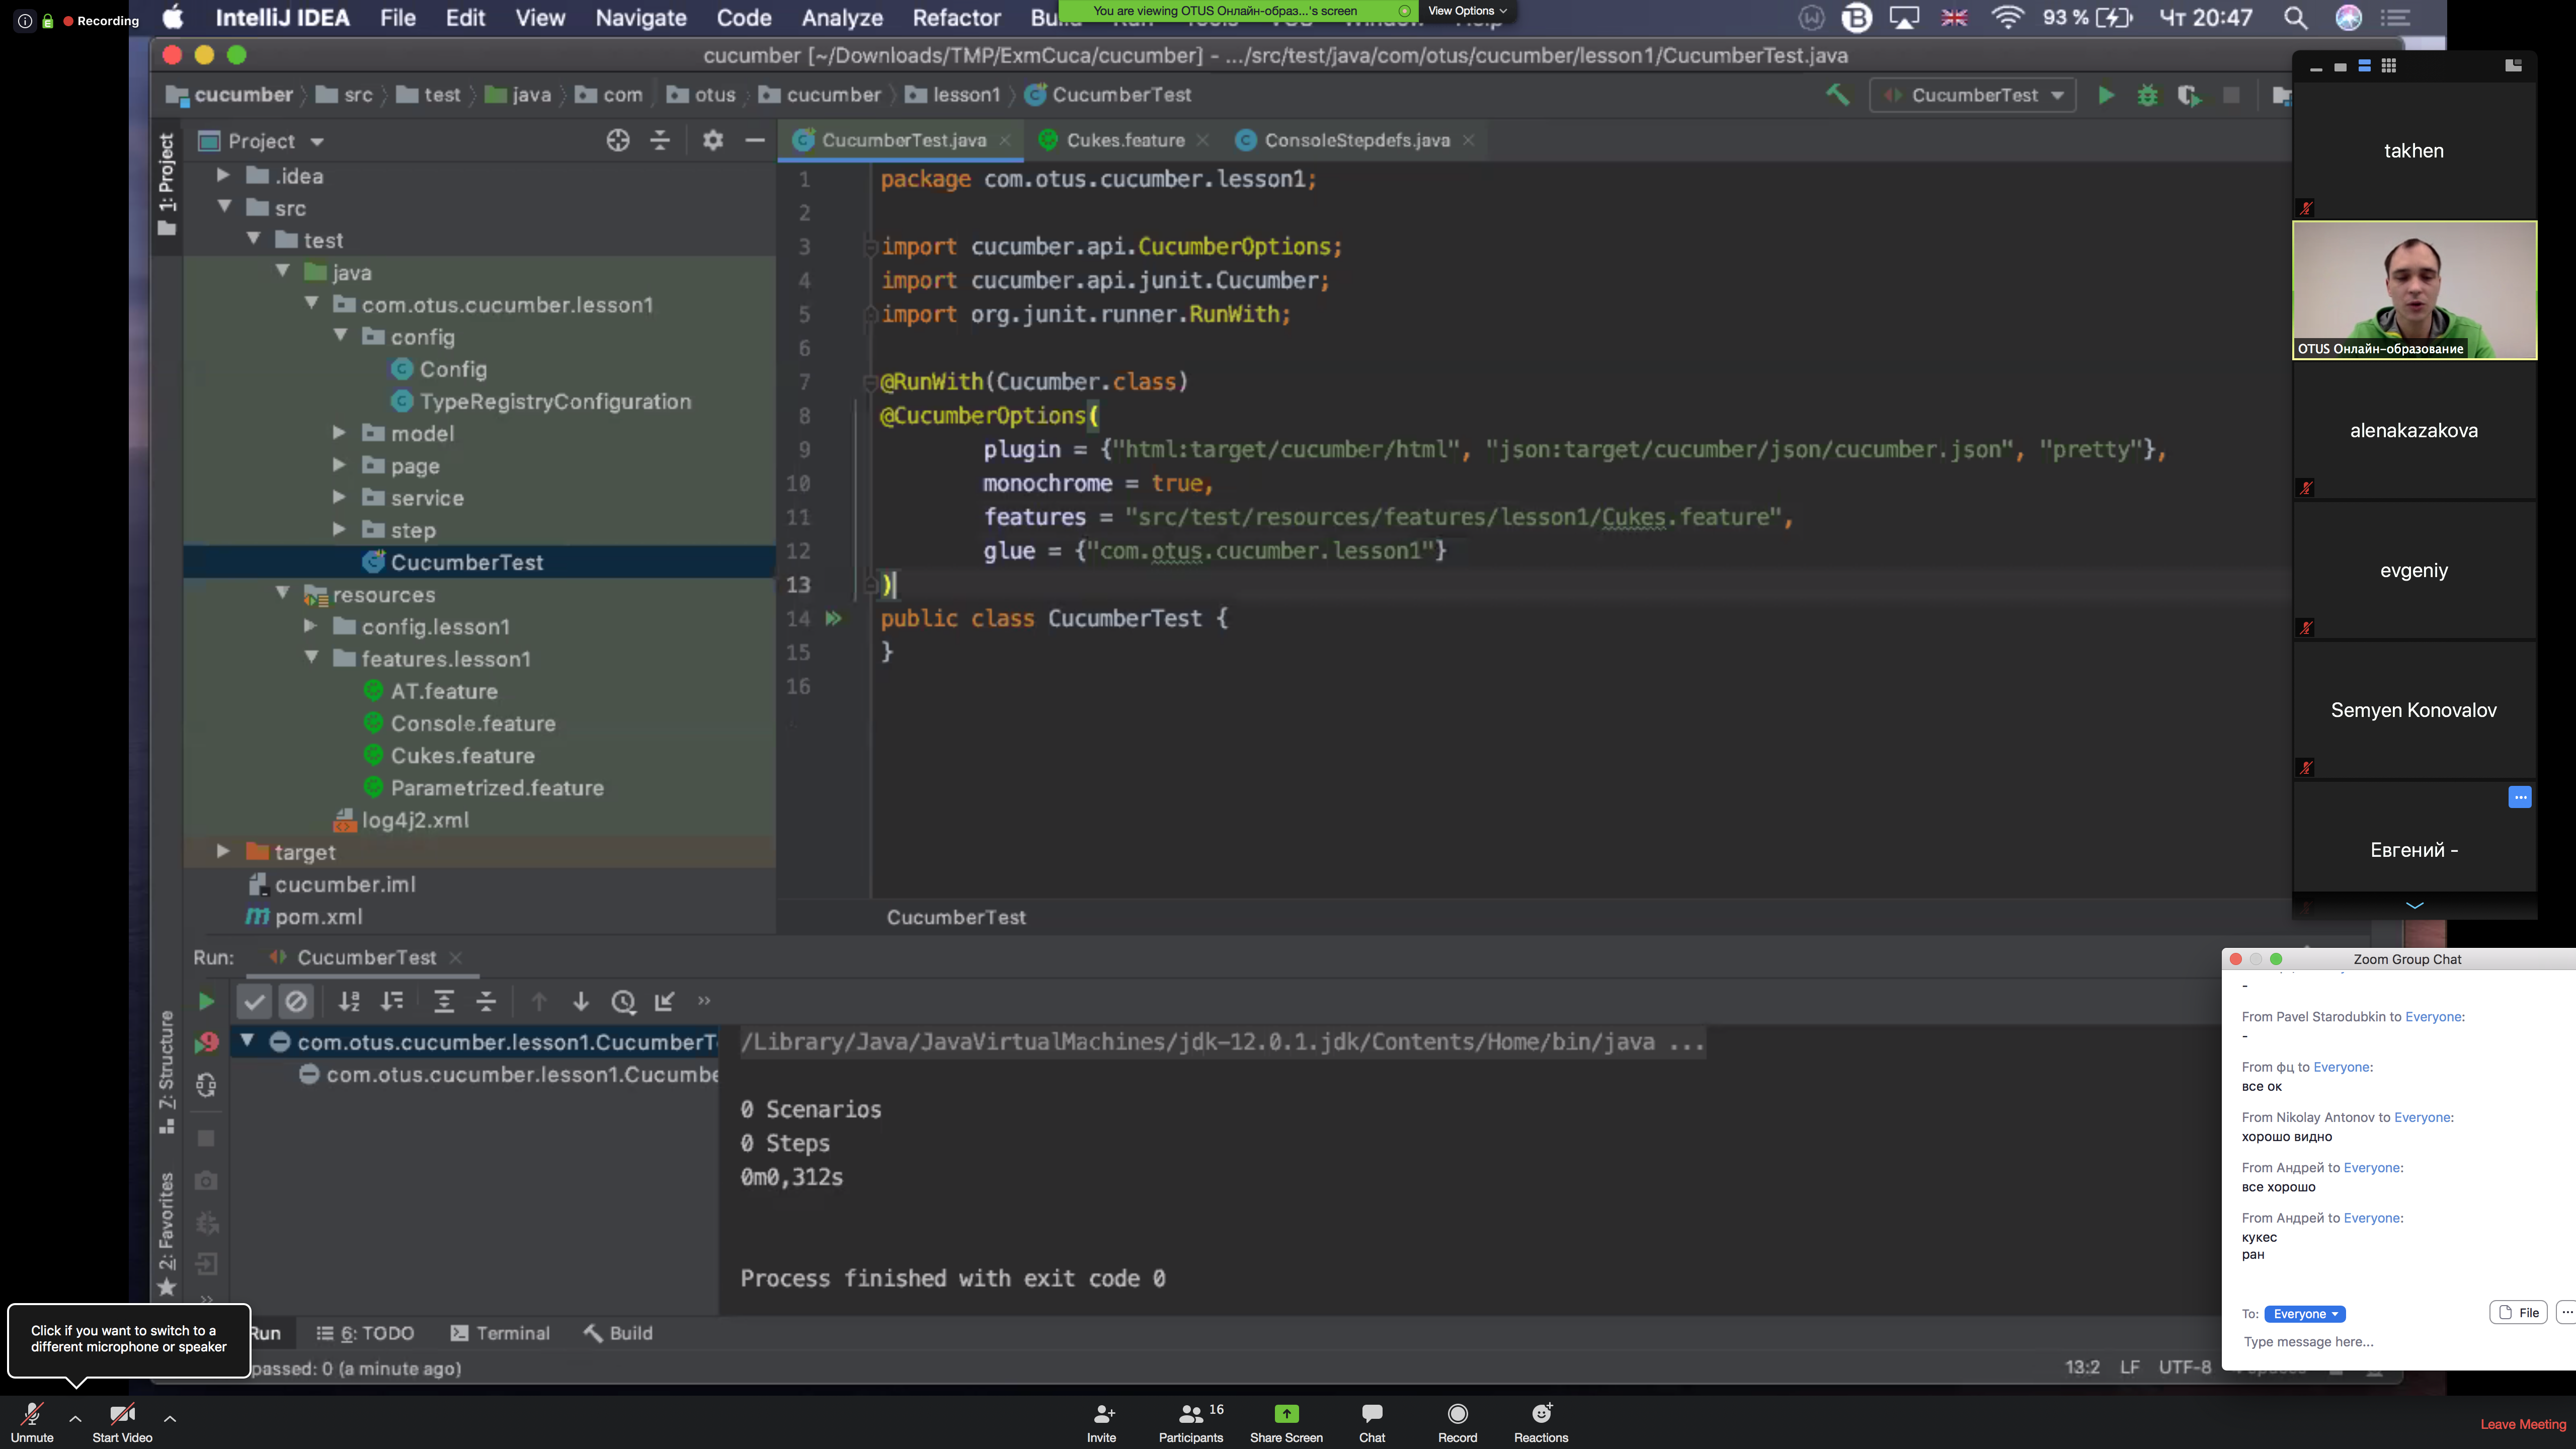 Recording
IntelliJ IDEA File Edit View Navigate Code Analyze Refactor
You are viewing OTUS Онлайн-образ...'s screen
View Options
93 % Чт 20:47
cucumber [~/Downloads/TMP/ExmCuca/cucumber] - .../src/test/java/com/otus/cucumber/lesson1/CucumberTest.java
cucumber src test java com otus cucumber lesson1 CucumberTest
CucumberTest
1: Project
Project
.idea
src
test
java
com.otus.cucumber.lesson1
config
Config
TypeRegistryConfiguration
model
page
service
step
CucumberTest
resources
config.lesson1
features.lesson1
AT.feature
Console.feature
Cukes.feature
Parametrized.feature
log4j2.xml
target
cucumber.iml
pom.xml
CucumberTest.java Cukes.feature ConsoleStepdefs.java
1 package com.otus.cucumber.lesson1;
2
3 import cucumber.api.CucumberOptions;
4 import cucumber.api.junit.Cucumber;
5 import org.junit.runner.RunWith;
6
7 @RunWith(Cucumber.class)
8 @CucumberOptions(
9 plugin = {"html:target/cucumber/html", "json:target/cucumber/json/cucumber.json", "pretty"},
10 monochrome = true,
11 features = "src/test/resources/features/lesson1/Cukes.feature",
12 glue = {"com.otus.cucumber.lesson1"}
13 )
14 public class CucumberTest {
15 }
16
CucumberTest
Run: CucumberTest
com.otus.cucumber.lesson1.CucumberT
com.otus.cucumber.lesson1.Cucumbe
/Library/Java/JavaVirtualMachines/jdk-12.0.1.jdk/Contents/Home/bin/java ...
0 Scenarios
0 Steps
0m0,312s
Process finished with exit code 0
7: Structure
2: Favorites
Run 6: TODO Terminal Build
passed: 0 (a minute ago)
13:2 LF UTF-8
Click if you want to switch to a
different microphone or speaker
takhen
OTUS Онлайн-образование
alenakazakova
evgeniy
Semyen Konovalov
Евгений -
Zoom Group Chat
-
From Pavel Starodubkin to Everyone:
-
From фц to Everyone:
все ок
From Nikolay Antonov to Everyone:
хорошо видно
From Андрей to Everyone:
все хорошо
From Андрей to Everyone:
кукес
ран
To: Everyone File
Type message here...
Unmute Start Video Invite Participants 16 Share Screen Chat Record Reactions Leave Meeting